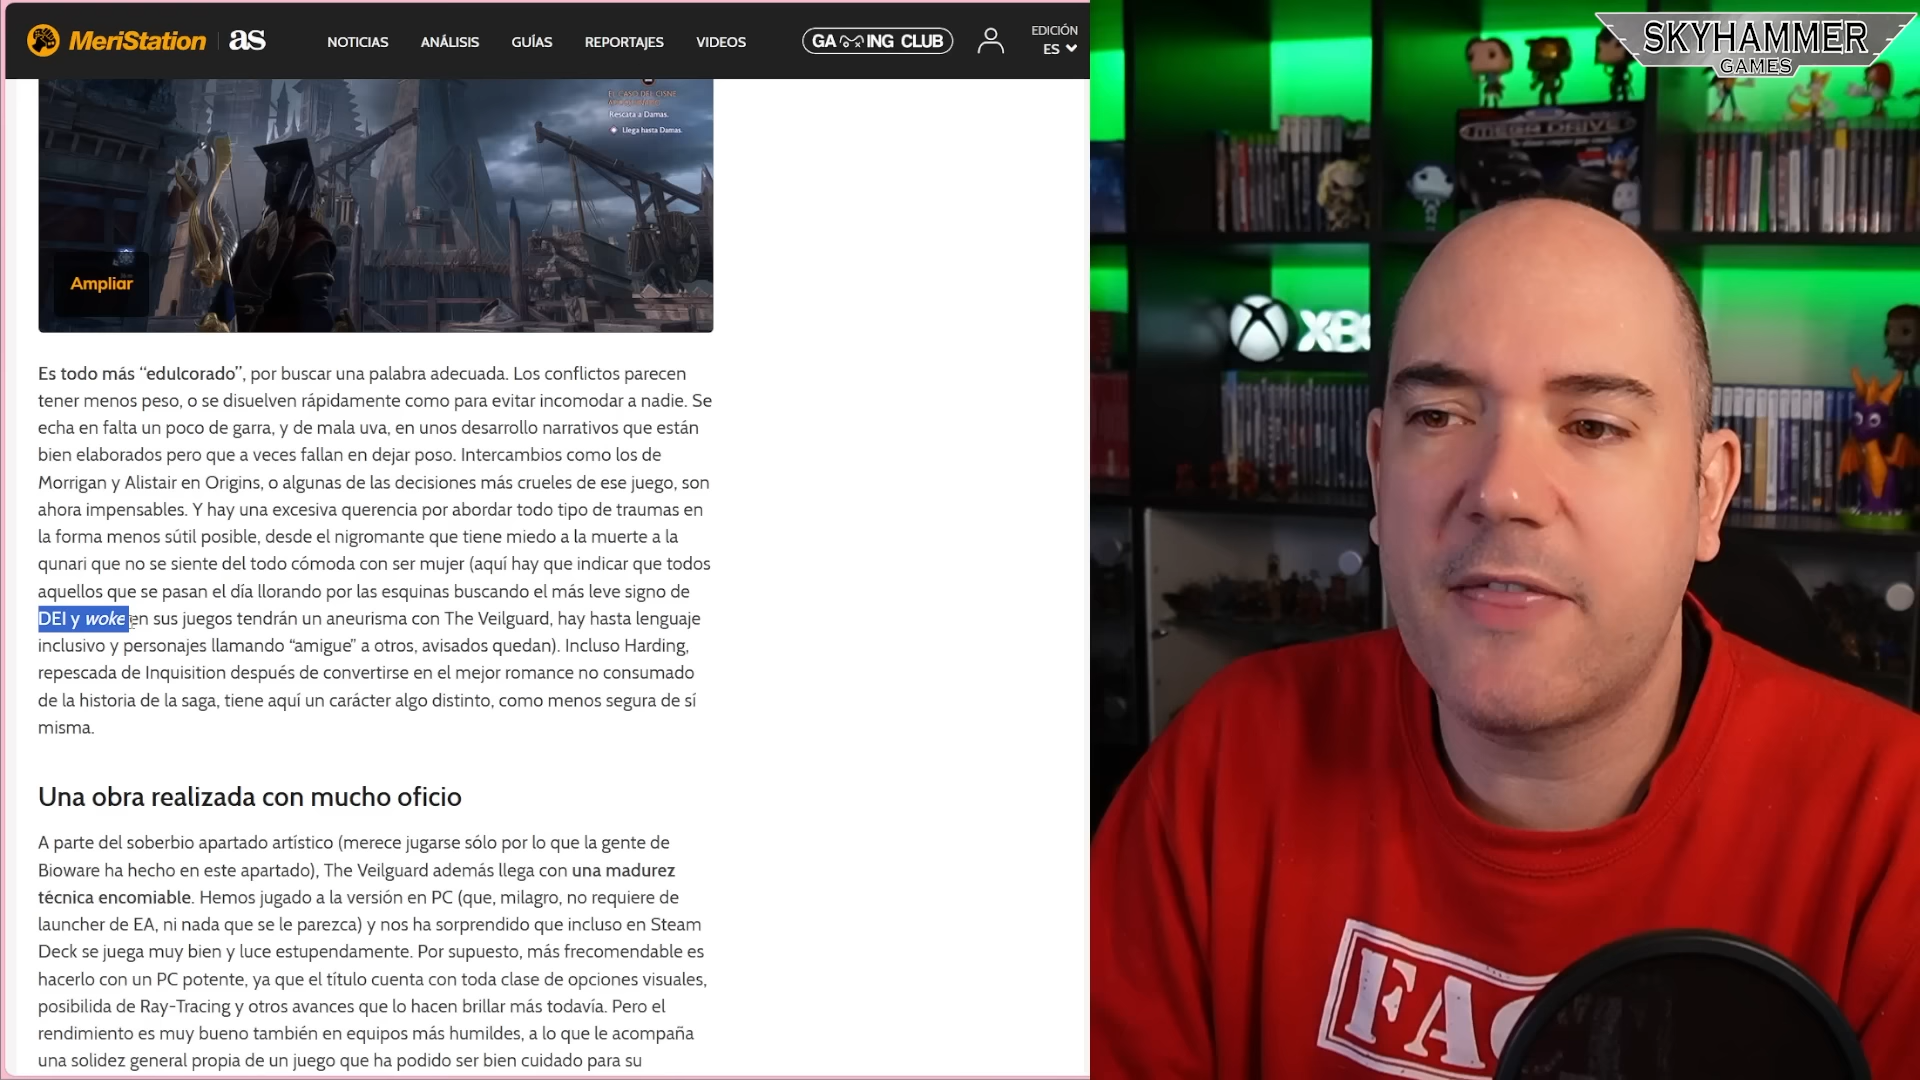 MeriStation as
NOTICIAS ANÁLISIS GUÍAS REPORTAJES VIDEOS
GAMING CLUB
EDICIÓN
ES
EL CASO DEL CISNE
Rescata a Damas.
Llega hasta Damas.
Ampliar
Es todo más “edulcorado”, por buscar una palabra adecuada. Los conflictos parecen
tener menos peso, o se disuelven rápidamente como para evitar incomodar a nadie. Se
echa en falta un poco de garra, y de mala uva, en unos desarrollo narrativos que están
bien elaborados pero que a veces fallan en dejar poso. Intercambios como los de
Morrigan y Alistair en Origins, o algunas de las decisiones más crueles de ese juego, son
ahora impensables. Y hay una excesiva querencia por abordar todo tipo de traumas en
la forma menos sútil posible, desde el nigromante que tiene miedo a la muerte a la
qunari que no se siente del todo cómoda con ser mujer (aquí hay que indicar que todos
aquellos que se pasan el día llorando por las esquinas buscando el más leve signo de
DEI y woke en sus juegos tendrán un aneurisma con The Veilguard, hay hasta lenguaje
inclusivo y personajes llamando “amigue” a otros, avisados quedan). Incluso Harding,
repescada de Inquisition después de convertirse en el mejor romance no consumado
de la historia de la saga, tiene aquí un carácter algo distinto, como menos segura de sí
misma.
Una obra realizada con mucho oficio
A parte del soberbio apartado artístico (merece jugarse sólo por lo que la gente de
Bioware ha hecho en este apartado), The Veilguard además llega con una madurez
técnica encomiable. Hemos jugado a la versión en PC (que, milagro, no requiere de
launcher de EA, ni nada que se le parezca) y nos ha sorprendido que incluso en Steam
Deck se juega muy bien y luce estupendamente. Por supuesto, más frecomendable es
hacerlo con un PC potente, ya que el título cuenta con toda clase de opciones visuales,
posibilida de Ray-Tracing y otros avances que lo hacen brillar más todavía. Pero el
rendimiento es muy bueno también en equipos más humildes, a lo que le acompaña
una solidez general propia de un juego que ha podido ser bien cuidado para su
SKYHAMMER
GAMES
MEGA DRIVE
XBO
FAC